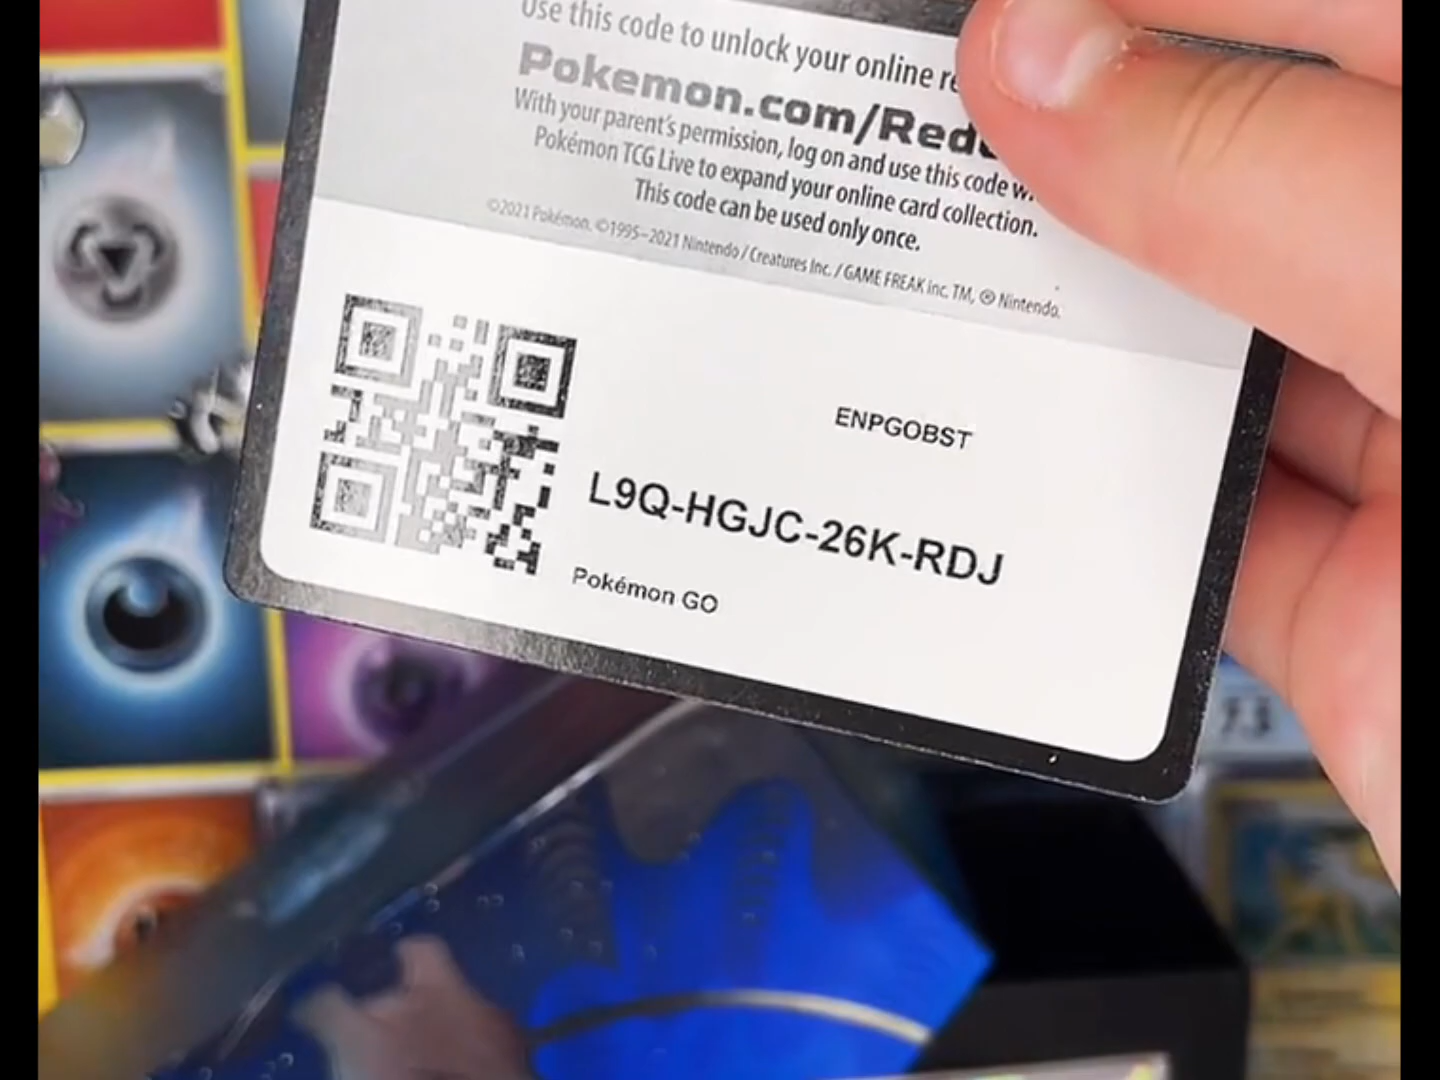 Use this code to unlock your online
Pokemon.com/
With your parent's permission, log on and use this code
Pokémon TCG Live to expand your online card collection.
This code can be used only once.
©2021 Pokémon. ©1995–2021 Nintendo / Creatures Inc. / GAME FREAK inc. TM, ® Nintendo.
ENPGOBST
L9Q-HGJC-26K-RDJ
Pokémon GO